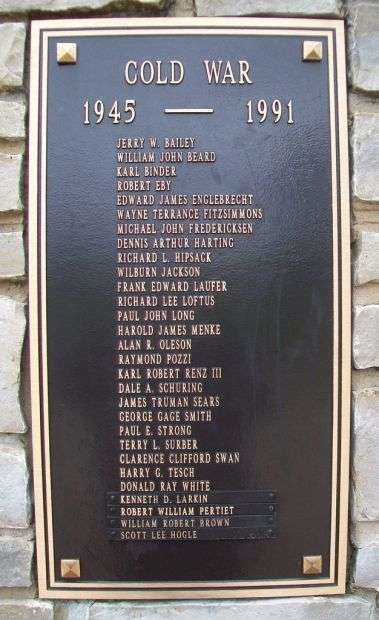 COLD WAR
1945 — 1991
JERRY W. BAILEY
WILLIAM JOHN BEARD
KARL BINDER
ROBERT EBY
EDWARD JAMES ENGLEBRECHT
WAYNE TERRANCE FITZSIMMONS
MICHAEL JOHN FREDERICKSEN
DENNIS ARTHUR HARTING
RICHARD L. HIPSACK
WILBURN JACKSON
FRANK EDWARD LAUFER
RICHARD LEE LOFTUS
PAUL JOHN LONG
HAROLD JAMES MENKE
ALAN R. OLESON
RAYMOND POZZI
KARL ROBERT RENZ III
DALE A. SCHURING
JAMES TRUMAN SEARS
GEORGE GAGE SMITH
PAUL E. STRONG
TERRY L. SURBER
CLARENCE CLIFFORD SWAN
HARRY G. TESCH
DONALD RAY WHITE
KENNETH D. LARKIN
ROBERT WILLIAM PERTIET
WILLIAM ROBERT BROWN
SCOTT LEE HOGLE